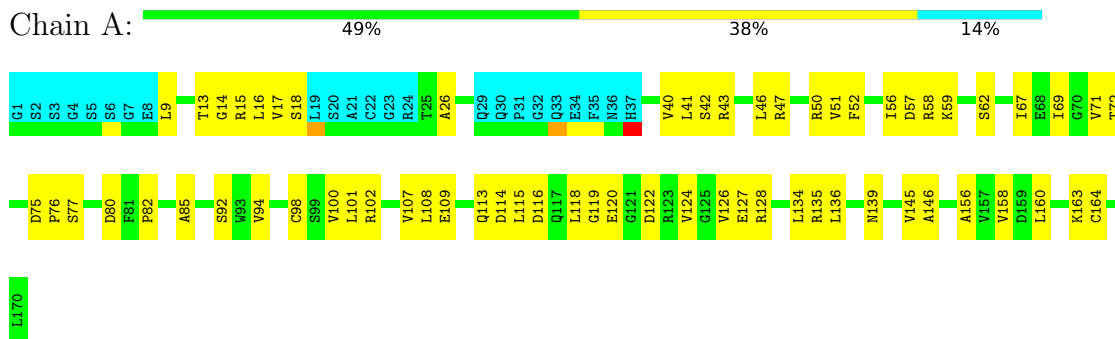 Chain A:
49% 38% 14%
G1 S2 S3 G4 S5 S6 G7 E8 L9 T13 G14 R15 L16 V17 S18 L19 S20 A21 C22 G23 R24 T25 A26 Q29 Q30 P31 G32 Q33 E34 F35 N36 H37 V40 L41 S42 R43 L46 R47 R50 V51 F52 I56 D57 R58 K59 S62 I67 E68 I69 G70 V71 T72
D75 P76 S77 D80 F81 P82 A85 S92 W93 V94 C98 S99 V100 L101 R102 V107 L108 E109 Q113 D114 L115 D116 Q117 L118 G119 E120 G121 D122 R123 V124 G125 V126 E127 R128 L134 R135 L136 N139 V145 A146 A156 V157 V158 D159 L160 K163 C164
L170